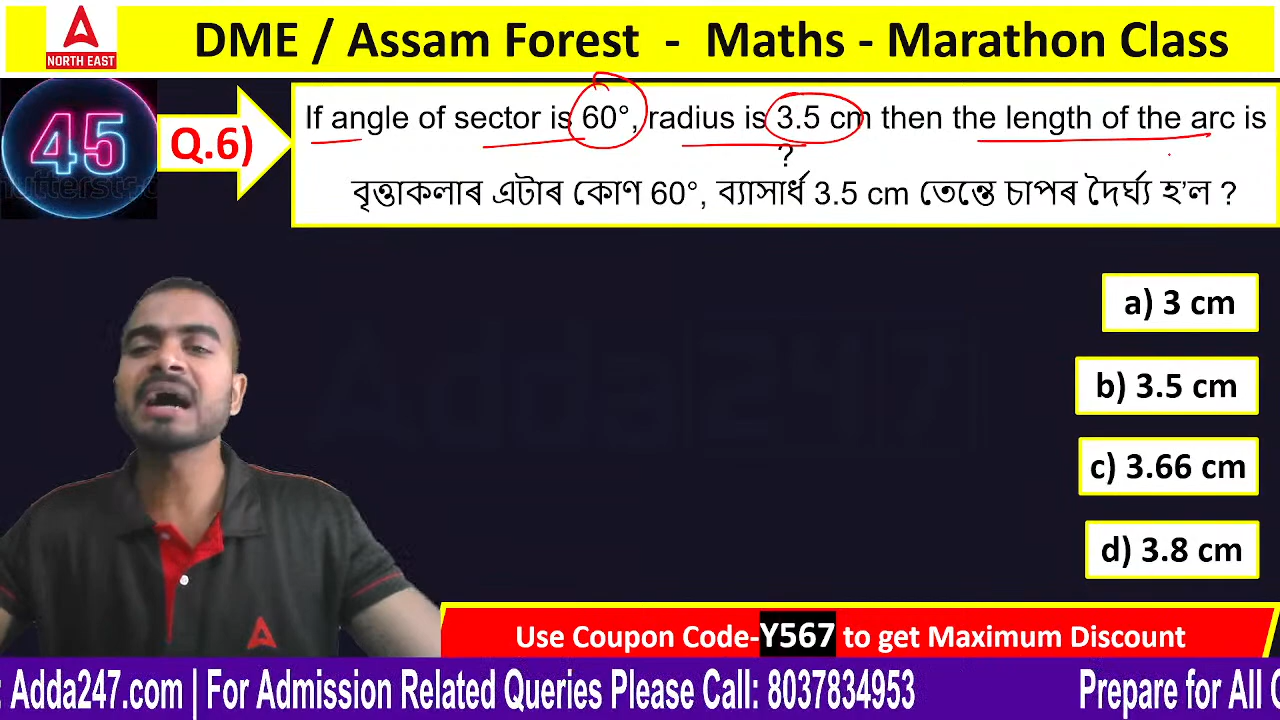 DME / Assam Forest - Maths - Marathon Class
NORTH EAST
45
Q.6)
If angle of sector is 60°, radius is 3.5 cm then the length of the arc is
?
বৃত্তাকলাৰ এটাৰ কোণ 60°, ব্যাসাৰ্ধ 3.5 cm তেন্তে চাপৰ দৈৰ্ঘ্য হ’ল ?
Adda247
a) 3 cm
b) 3.5 cm
c) 3.66 cm
d) 3.8 cm
Use Coupon Code-Y567 to get Maximum Discount
: Adda247.com | For Admission Related Queries Please Call: 8037834953 Prepare for All